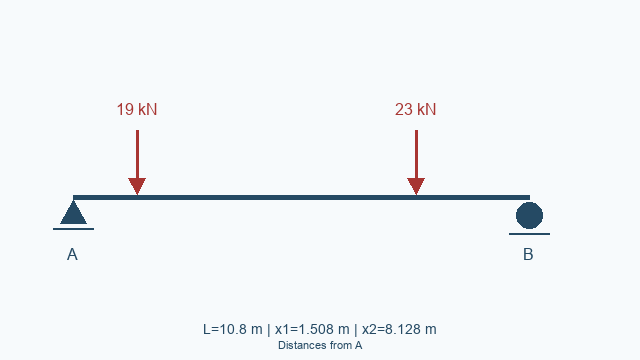 19 kN 23 kN
A B
L=10.8 m | x1=1.508 m | x2=8.128 m
Distances from A